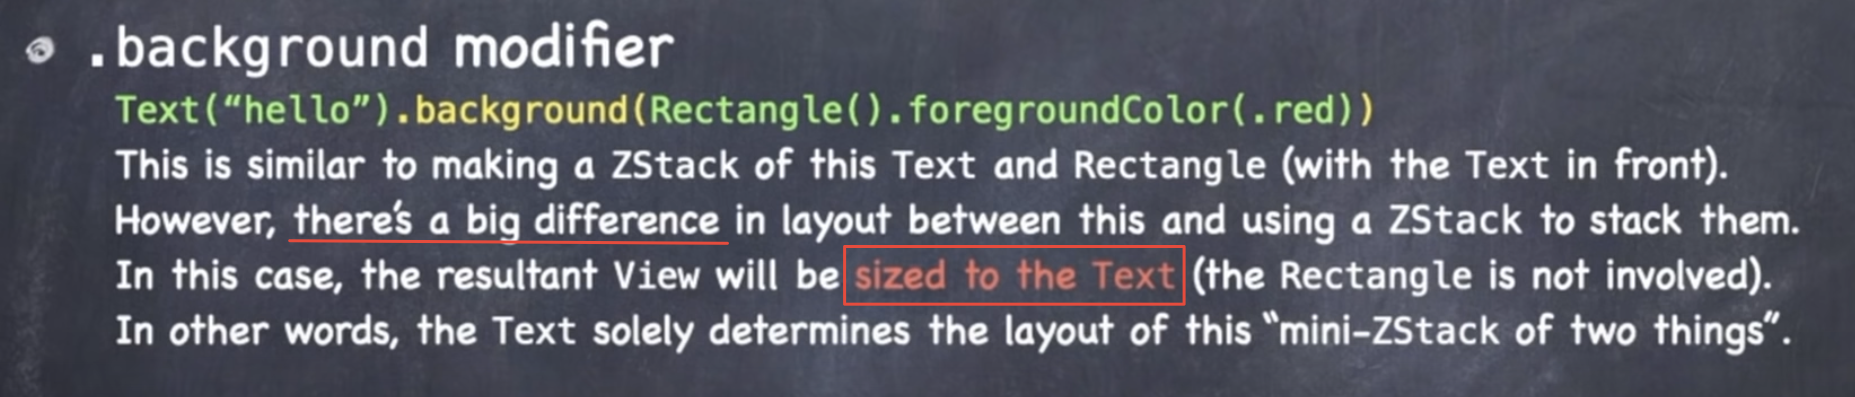 .background modifier
Text(“hello”).background(Rectangle().foregroundColor(.red))
This is similar to making a ZStack of this Text and Rectangle (with the Text in front).
However, there’s a big difference in layout between this and using a ZStack to stack them.
In this case, the resultant View will be sized to the Text (the Rectangle is not involved).
In other words, the Text solely determines the layout of this “mini-ZStack of two things”.